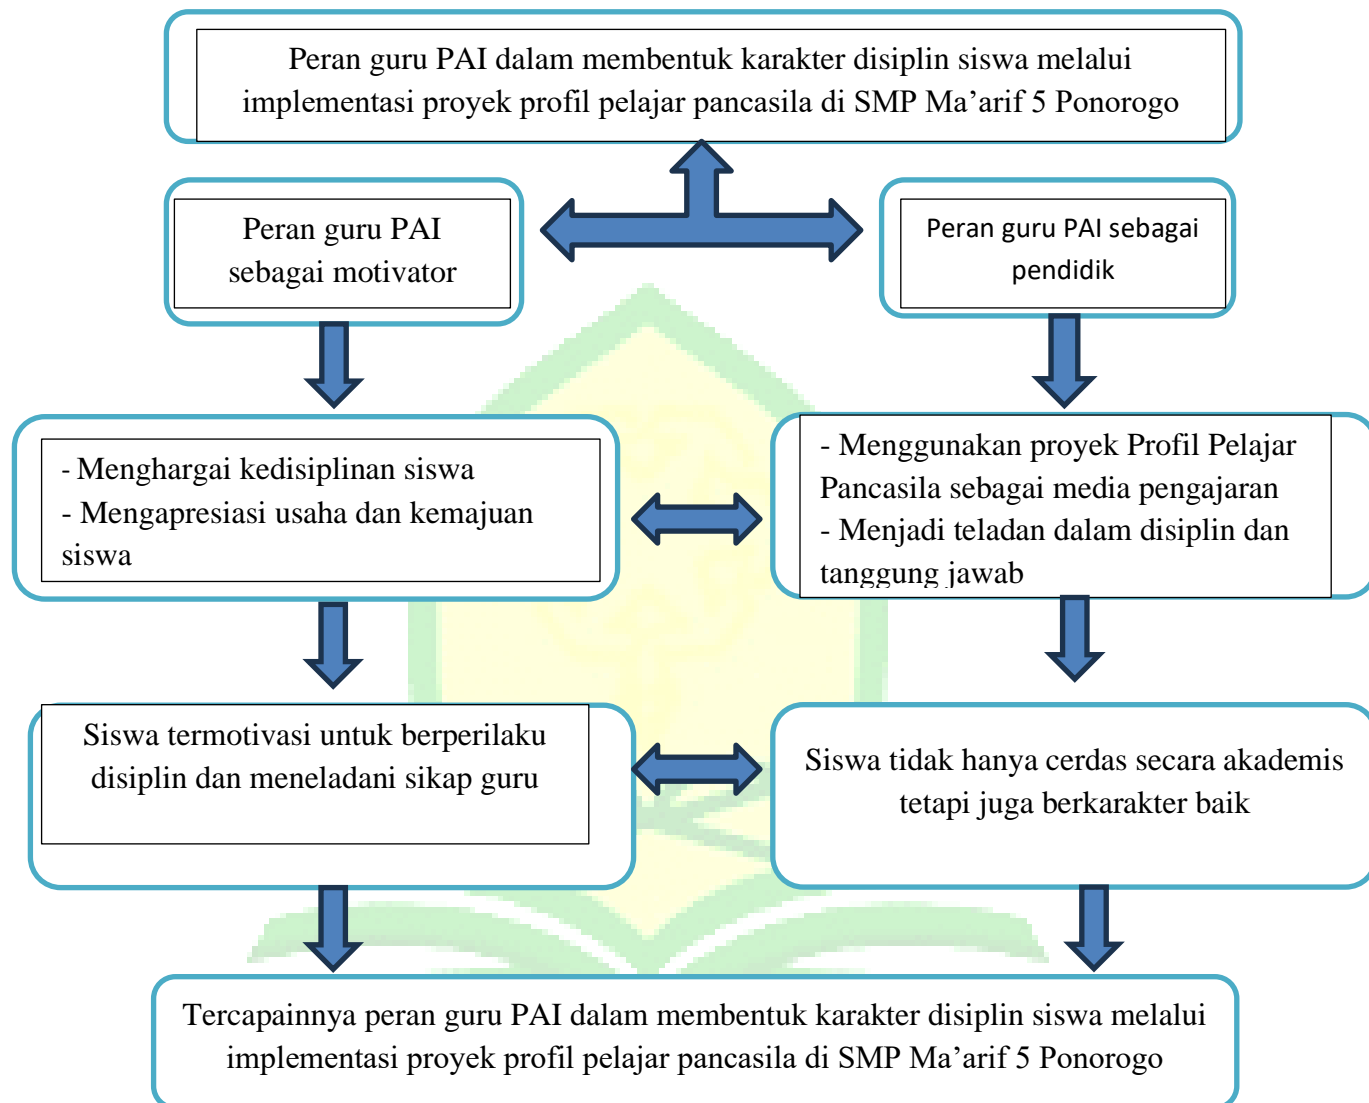 Peran guru PAI dalam membentuk karakter disiplin siswa melalui
implementasi proyek profil pelajar pancasila di SMP Ma’arif 5 Ponorogo
Peran guru PAI
sebagai motivator
Peran guru PAI sebagai
pendidik
- Menghargai kedisiplinan siswa
- Mengapresiasi usaha dan kemajuan
siswa
- Menggunakan proyek Profil Pelajar
Pancasila sebagai media pengajaran
- Menjadi teladan dalam disiplin dan
tanggung jawab
Siswa termotivasi untuk berperilaku
disiplin dan meneladani sikap guru
Siswa tidak hanya cerdas secara akademis
tetapi juga berkarakter baik
Tercapainnya peran guru PAI dalam membentuk karakter disiplin siswa melalui
implementasi proyek profil pelajar pancasila di SMP Ma’arif 5 Ponorogo